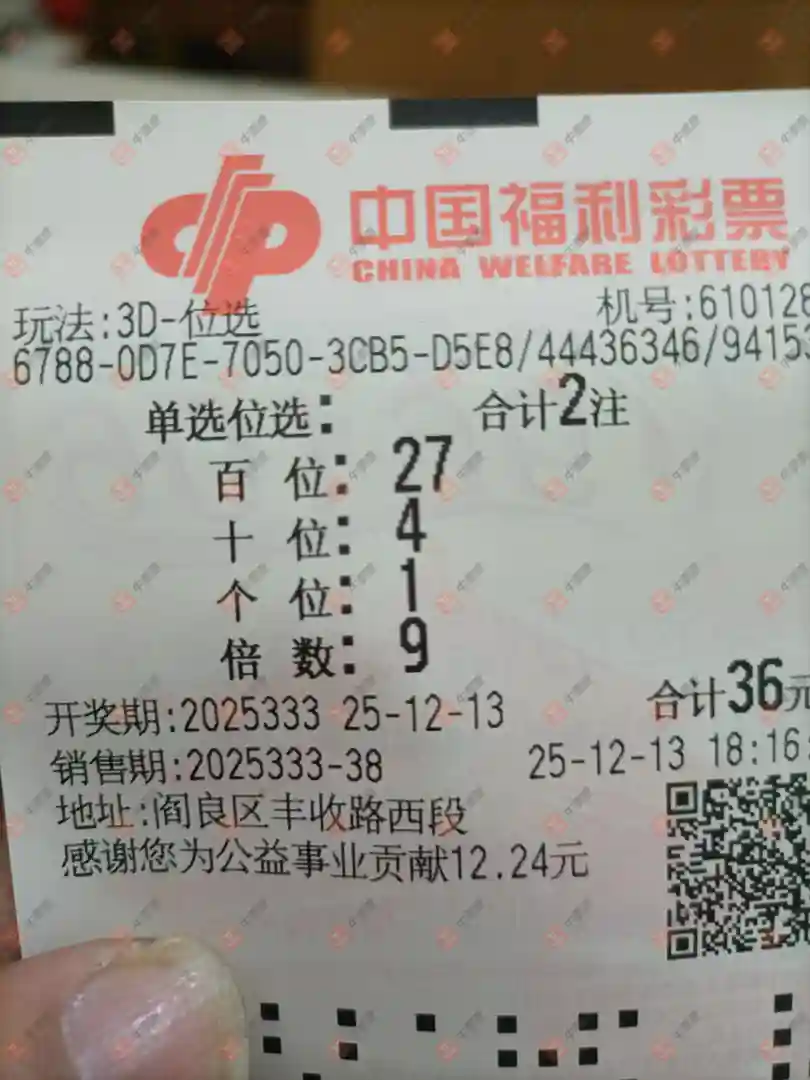 中国福利彩票
CHINA WELFARE LOTTERY
玩法:3D-位选 机号:610128
6788-0D7E-7050-3CB5-D5E8/44436346/9415
单选位选: 合计2注
百 位: 27
十 位: 4
个 位: 1
倍 数: 9
合计36元
开奖期:2025333 25-12-13
销售期:2025333-38 25-12-13 18:16:
地址:阎良区丰收路西段
感谢您为公益事业贡献12.24元